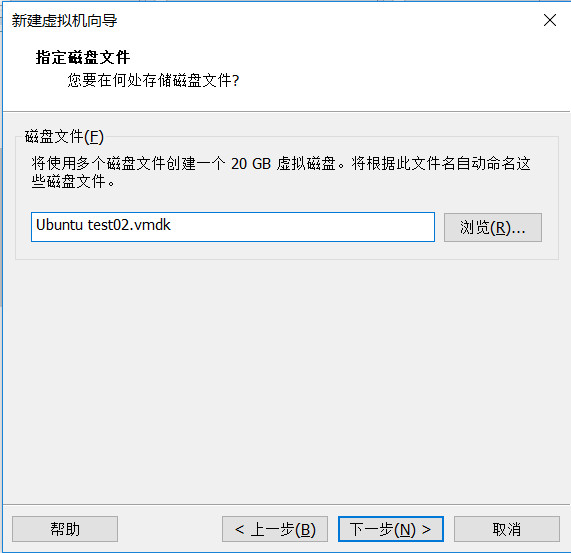 新建虚拟机向导
指定磁盘文件
您要在何处存储磁盘文件?
磁盘文件(F)
将使用多个磁盘文件创建一个 20 GB 虚拟磁盘。将根据此文件名自动命名这
些磁盘文件。
Ubuntu test02.vmdk
浏览(R)...
帮助
< 上一步(B)
下一步(N) >
取消